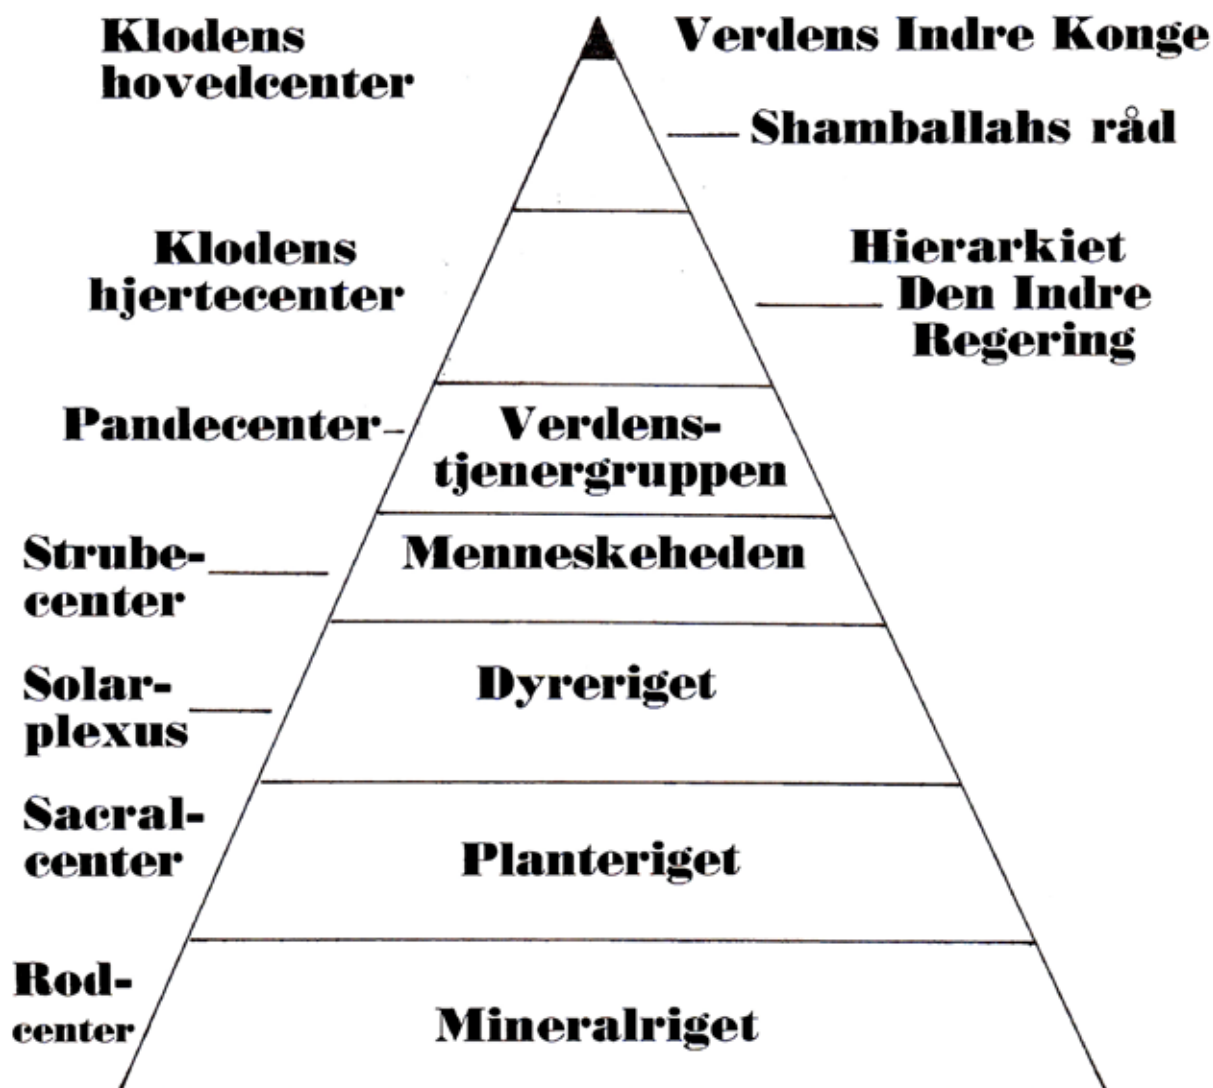 Klodens
hovedcenter
Verdens Indre Konge
Shamballahs råd
Klodens
hjertecenter
Hierarkiet
Den Indre
Regering
Pandecenter
Verdens-
tjenergruppen
Strube-
center
Menneskeheden
Solar-
plexus
Dyreriget
Sacral-
center
Planteriget
Rod-
center
Mineralriget